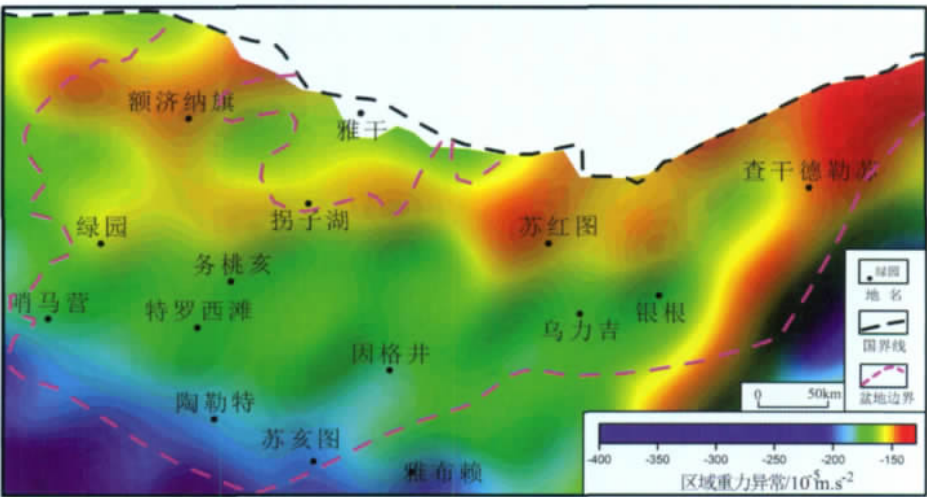 额济纳旗
雅干
查干德勒苏
绿园
拐子湖
苏红图
务桃亥
哨马营
特罗西滩
乌力吉
银根
因格井
陶勒特
苏亥图
雅布赖
绿园
地名
国界线
盆地边界
0 50km
-400 -350 -300 -250 -200 -150
区域重力异常/10⁻⁵m.s⁻²